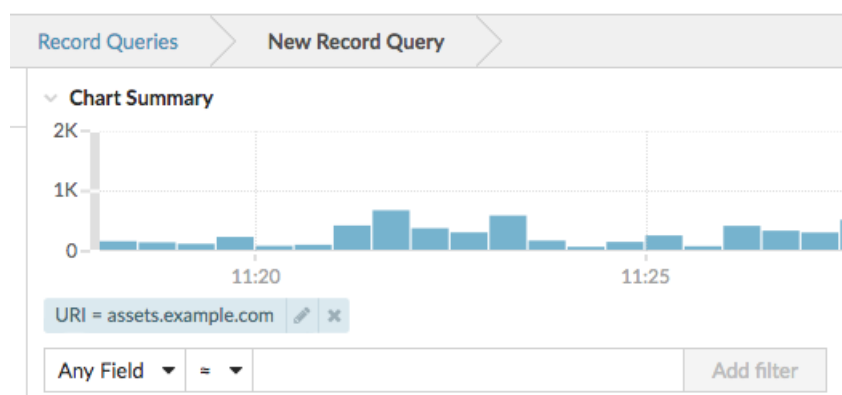 Record Queries New Record Query
Chart Summary
2K
1K
0
11:20 11:25
URI = assets.example.com
Any Field ≈ Add filter